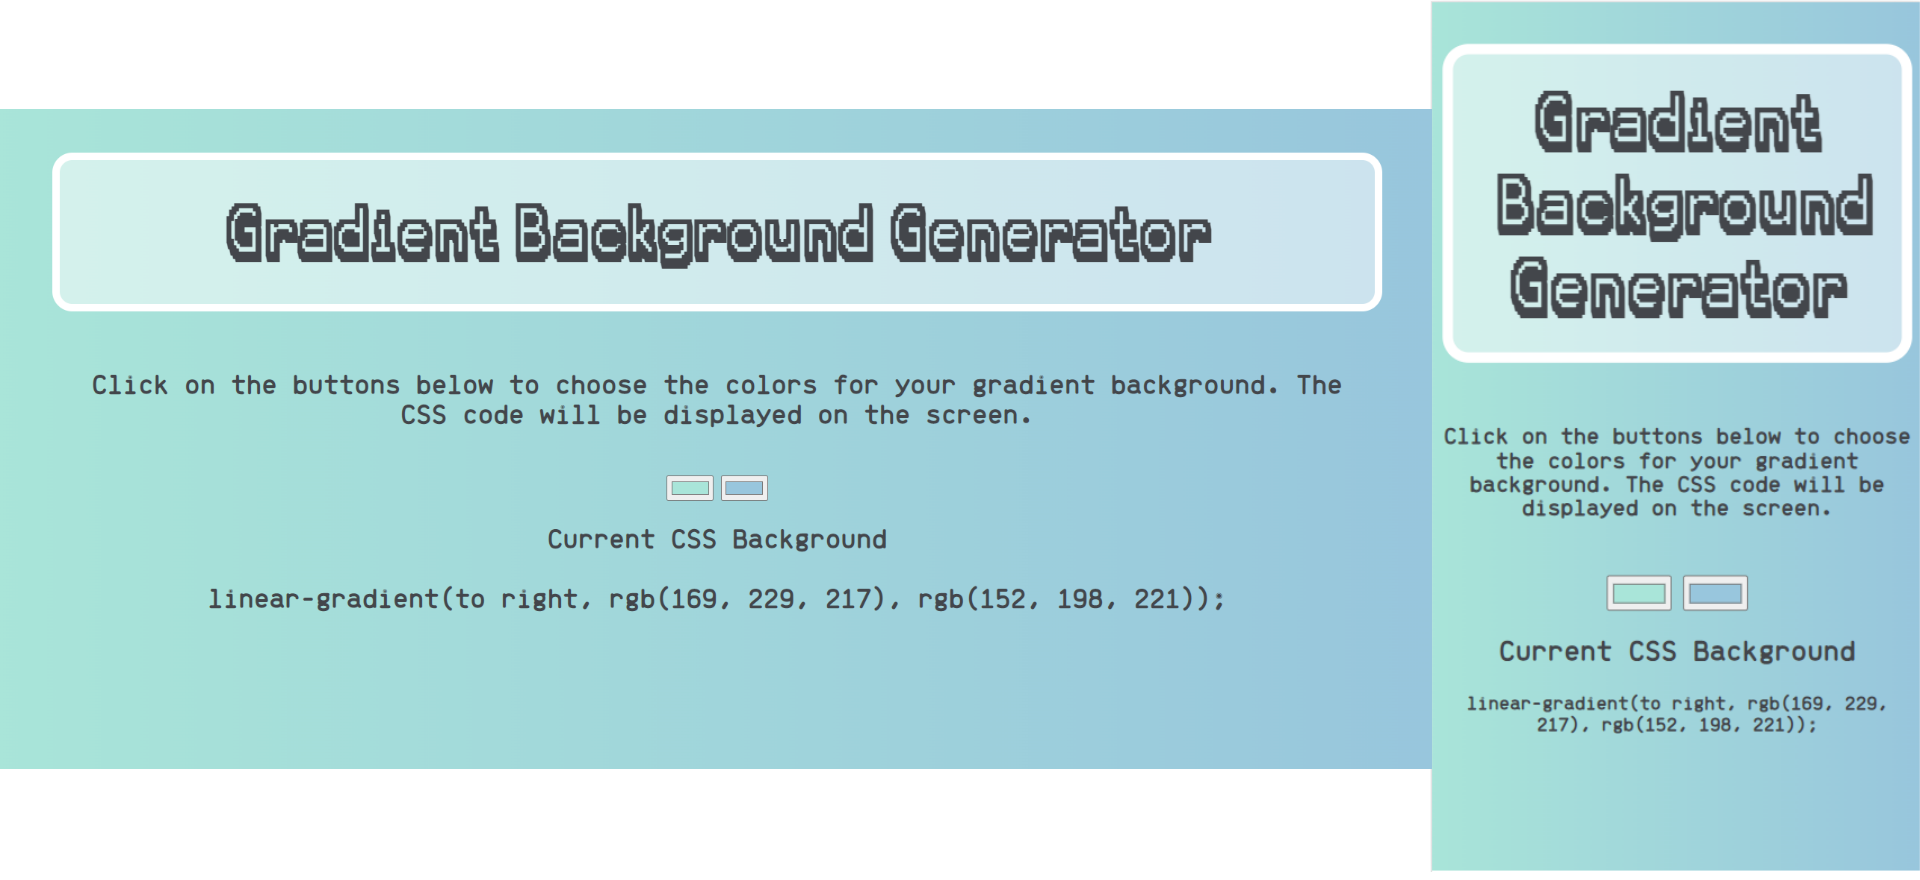 Gradient Background Generator
Click on the buttons below to choose the colors for your gradient background. The
CSS code will be displayed on the screen.
Current CSS Background
linear-gradient(to right, rgb(169, 229, 217), rgb(152, 198, 221));
Gradient
Background
Generator
Click on the buttons below to choose
the colors for your gradient
background. The CSS code will be
displayed on the screen.
Current CSS Background
linear-gradient(to right, rgb(169, 229,
217), rgb(152, 198, 221));